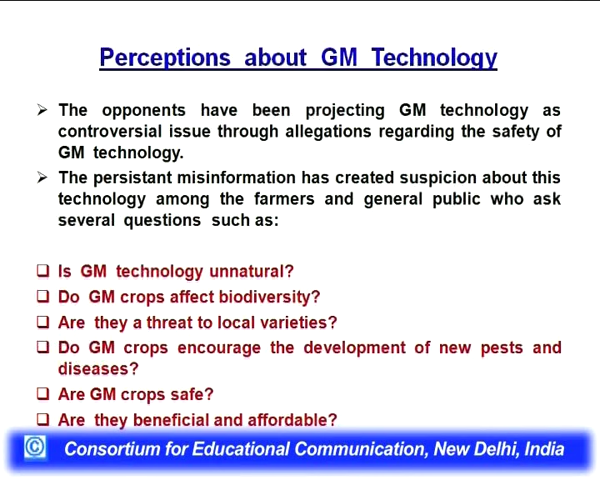 Perceptions about GM Technology
➢ The opponents have been projecting GM technology as
controversial issue through allegations regarding the safety of
GM technology.
➢ The persistant misinformation has created suspicion about this
technology among the farmers and general public who ask
several questions such as:
❑ Is GM technology unnatural?
❑ Do GM crops affect biodiversity?
❑ Are they a threat to local varieties?
❑ Do GM crops encourage the development of new pests and
diseases?
❑ Are GM crops safe?
❑ Are they beneficial and affordable?
© Consortium for Educational Communication, New Delhi, India